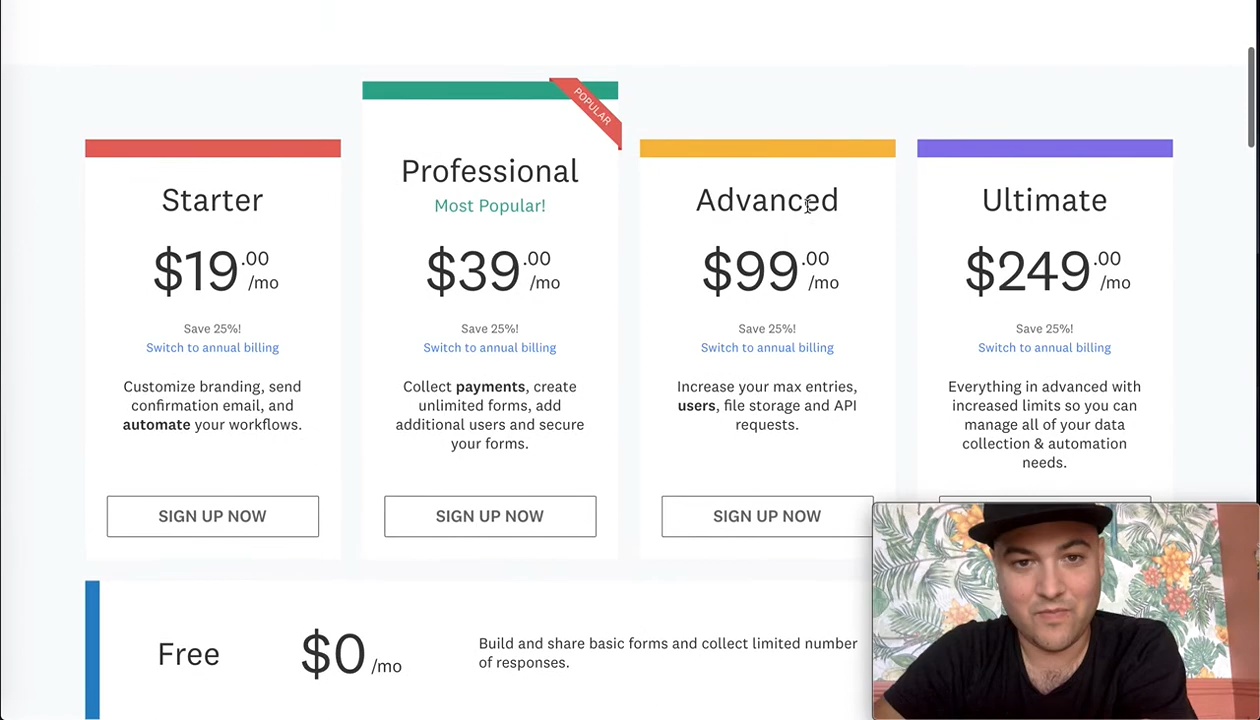 POPULAR
Starter
$19.00/mo
Save 25%!
Switch to annual billing
Customize branding, send
confirmation email, and
automate your workflows.
SIGN UP NOW
Professional
Most Popular!
$39.00/mo
Save 25%!
Switch to annual billing
Collect payments, create
unlimited forms, add
additional users and secure
your forms.
SIGN UP NOW
Advanced
$99.00/mo
Save 25%!
Switch to annual billing
Increase your max entries,
users, file storage and API
requests.
SIGN UP NOW
Ultimate
$249.00/mo
Save 25%!
Switch to annual billing
Everything in advanced with
increased limits so you can
manage all of your data
collection & automation
needs.
Free
$0/mo
Build and share basic forms and collect limited number
of responses.